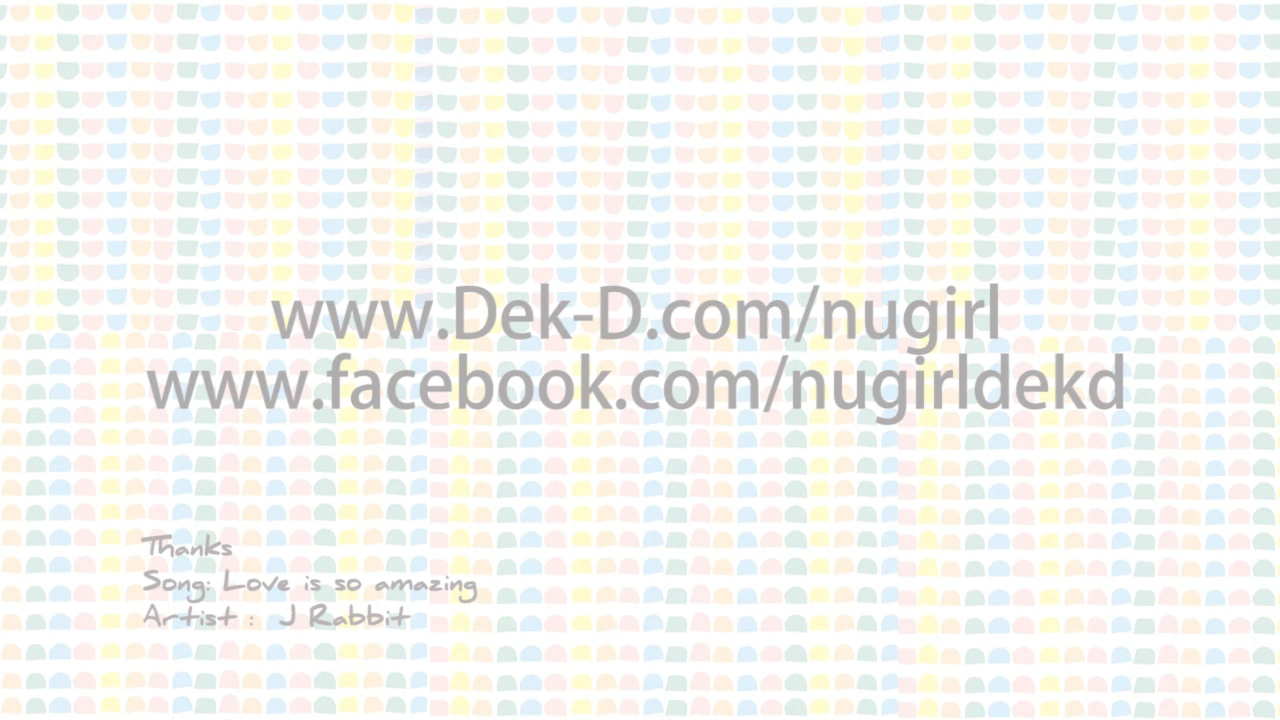 www.Dek-D.com/nugirl
www.facebook.com/nugirldekd
Thanks
Song: Love is so amazing
Artist : J Rabbit